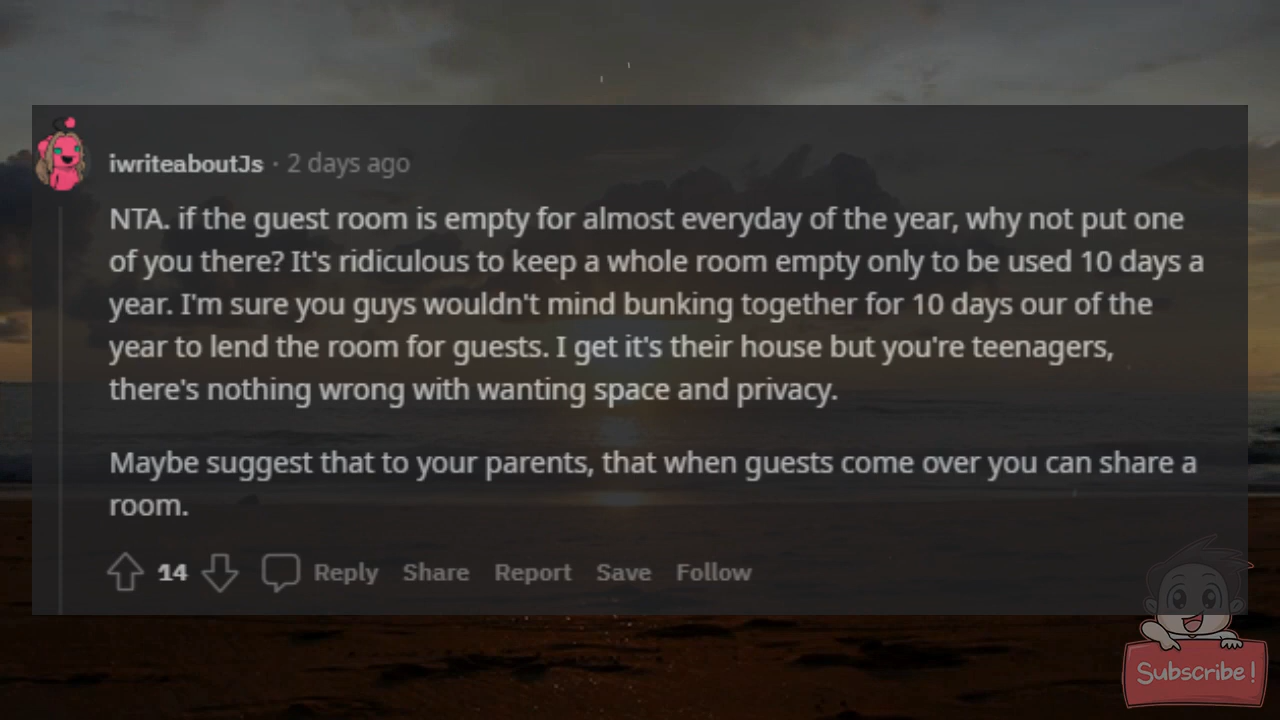 iwriteaboutJs · 2 days ago
NTA. if the guest room is empty for almost everyday of the year, why not put one
of you there? It's ridiculous to keep a whole room empty only to be used 10 days a
year. I'm sure you guys wouldn't mind bunking together for 10 days our of the
year to lend the room for guests. I get it's their house but you're teenagers,
there's nothing wrong with wanting space and privacy.
Maybe suggest that to your parents, that when guests come over you can share a
room.
14 Reply Share Report Save Follow
Subscribe!